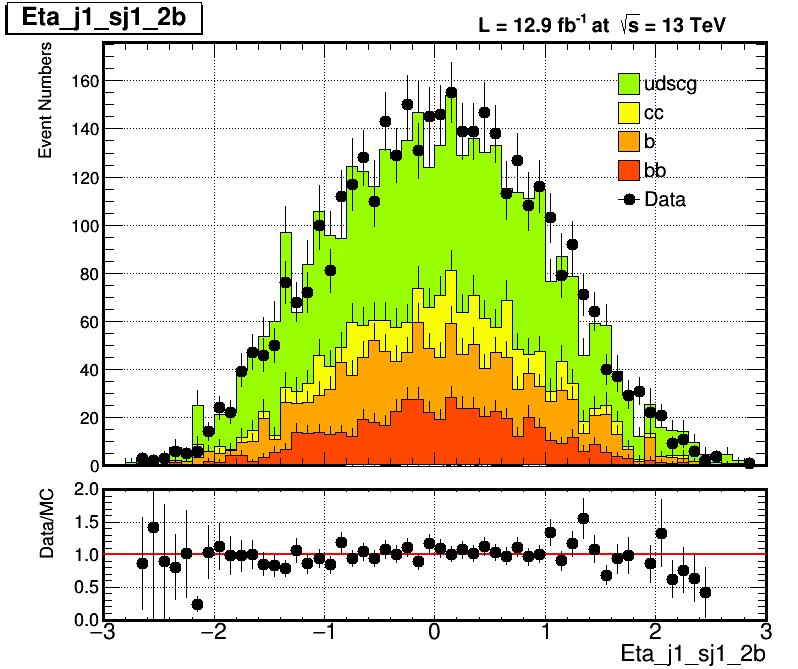 Eta_j1_sj1_2b
L = 12.9 fb⁻¹ at √s = 13 TeV
Event Numbers
160
140
120
100
80
60
40
20
0
udscg
cc
b
bb
Data
Data/MC
2.0
1.5
1.0
0.5
0.0
−3 −2 −1 0 1 2 3
Eta_j1_sj1_2b